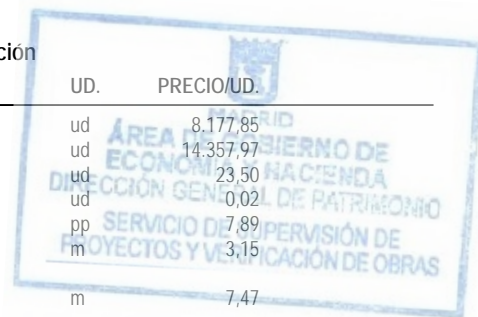 ción
UD. PRECIO/UD.
MADRID
ud 8.177,85
ÁREA DE GOBIERNO DE
ud 14.357,97
ECONOMÍA Y HACIENDA
ud 23,50
DIRECCIÓN GENERAL DE PATRIMONIO
ud 0,02
SERVICIO DE SUPERVISIÓN DE
pp 7,89
PROYECTOS Y VERIFICACIÓN DE OBRAS
m 3,15
m 7,47